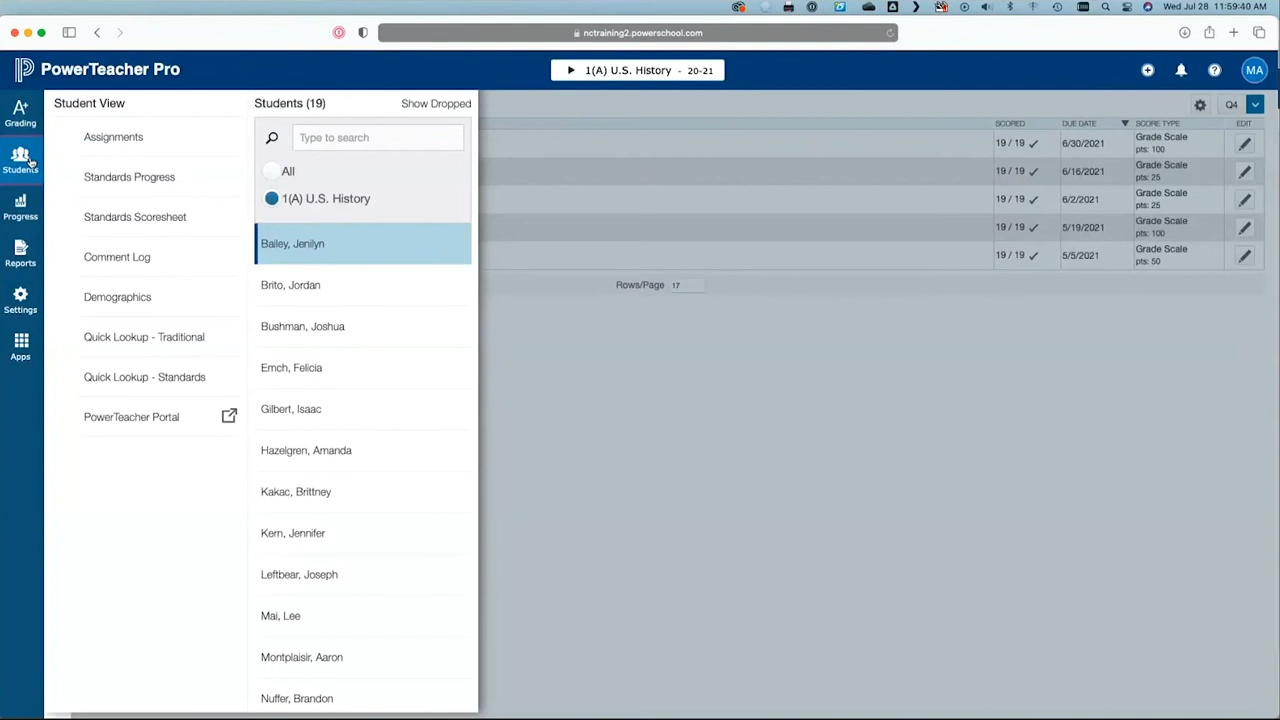 Wed Jul 28 11:59:40 AM
nctraining2.powerschool.com
PowerTeacher Pro
1(A) U.S. History - 20-21
MA
Grading
Students
Progress
Reports
Settings
Apps
Student View
Assignments
Standards Progress
Standards Scoresheet
Comment Log
Demographics
Quick Lookup - Traditional
Quick Lookup - Standards
PowerTeacher Portal
Students (19) Show Dropped
Type to search
All
1(A) U.S. History
Bailey, Jenilyn
Brito, Jordan
Bushman, Joshua
Emch, Felicia
Gilbert, Isaac
Hazelgren, Amanda
Kakac, Brittney
Kern, Jennifer
Leftbear, Joseph
Mai, Lee
Montplaisir, Aaron
Nuffer, Brandon
Q4
SCORED DUE DATE SCORE TYPE EDIT
19 / 19 6/30/2021 Grade Scale
pts: 100
19 / 19 6/16/2021 Grade Scale
pts: 25
19 / 19 6/2/2021 Grade Scale
pts: 25
19 / 19 5/19/2021 Grade Scale
pts: 100
19 / 19 5/5/2021 Grade Scale
pts: 50
Rows/Page 17